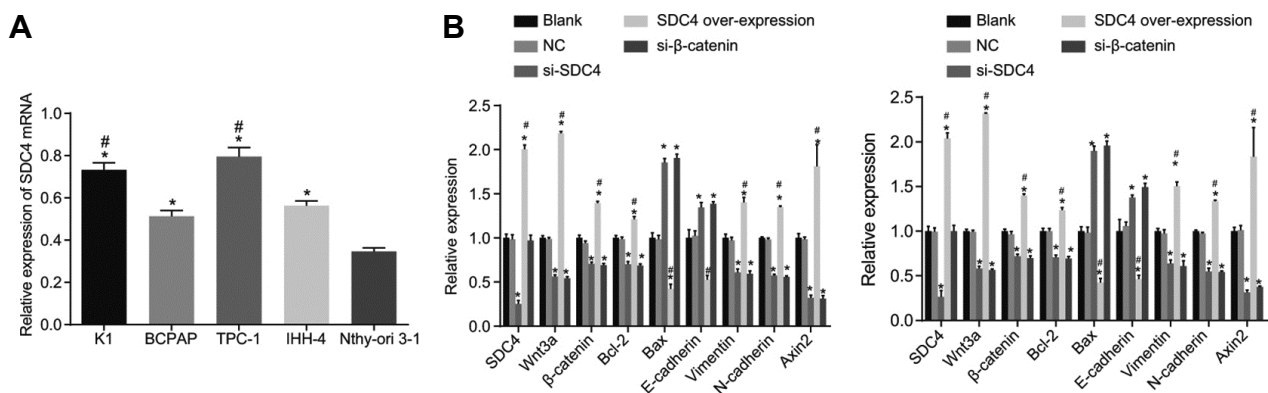 A
Relative expression of SDC4 mRNA
1.0
0.8
0.6
0.4
0.2
0.0
#
*
*
#
*
*
K1
BCPAP
TPC-1
IHH-4
Nthy-ori 3-1
B
Blank
NC
si-SDC4
SDC4 over-expression
si-β-catenin
Relative expression
2.5
2.0
1.5
1.0
0.5
0.0
SDC4
Wnt3a
β-catenin
Bcl-2
Bax
E-cadherin
Vimentin
N-cadherin
Axin2
Blank
NC
si-SDC4
SDC4 over-expression
si-β-catenin
Relative expression
2.5
2.0
1.5
1.0
0.5
0.0
SDC4
Wnt3a
β-catenin
Bcl-2
Bax
E-cadherin
Vimentin
N-cadherin
Axin2